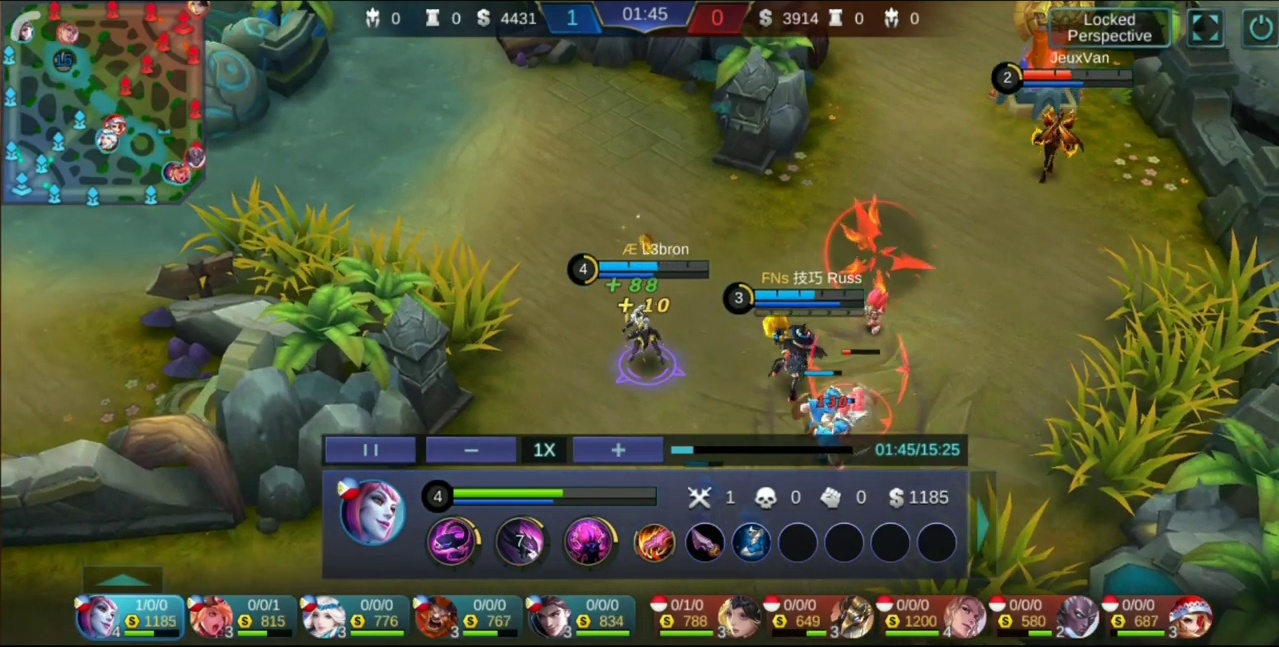 0 0 $ 4431 1 01:45 0 $ 3914 0 0
Locked
Perspective
JeuxVan
2
Æ L3bron
4
+ 88
+ 10
FNs 技巧 Russ
3
130
1X
01:45/15:25
4
1 0 0 $ 1185
7
1/0/0 0/0/1 0/0/0 0/0/0 0/0/0 0/1/0 0/0/0 0/0/0 0/0/0 0/0/0
S 1185 S 815 S 776 S 767 S 834 S 788 S 649 S 1200 S 580 S 687
4 3 3 3 3 3 3 4 2 3